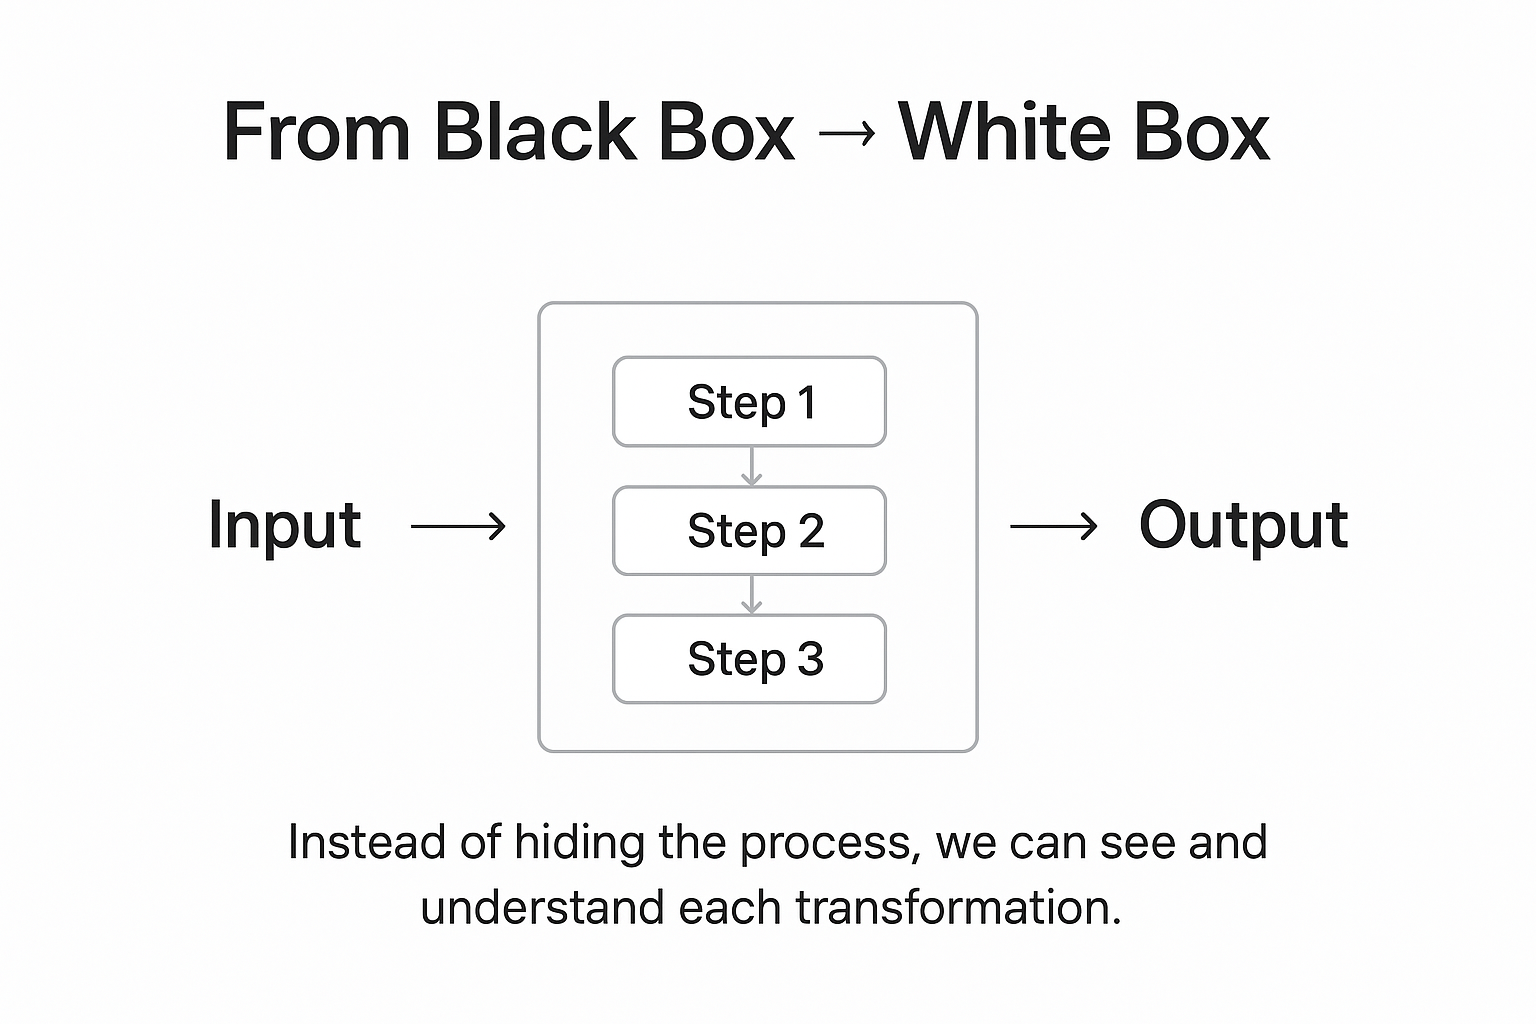 From Black Box → White Box
Step 1
Input → Step 2 → Output
Step 3
Instead of hiding the process, we can see and
understand each transformation.